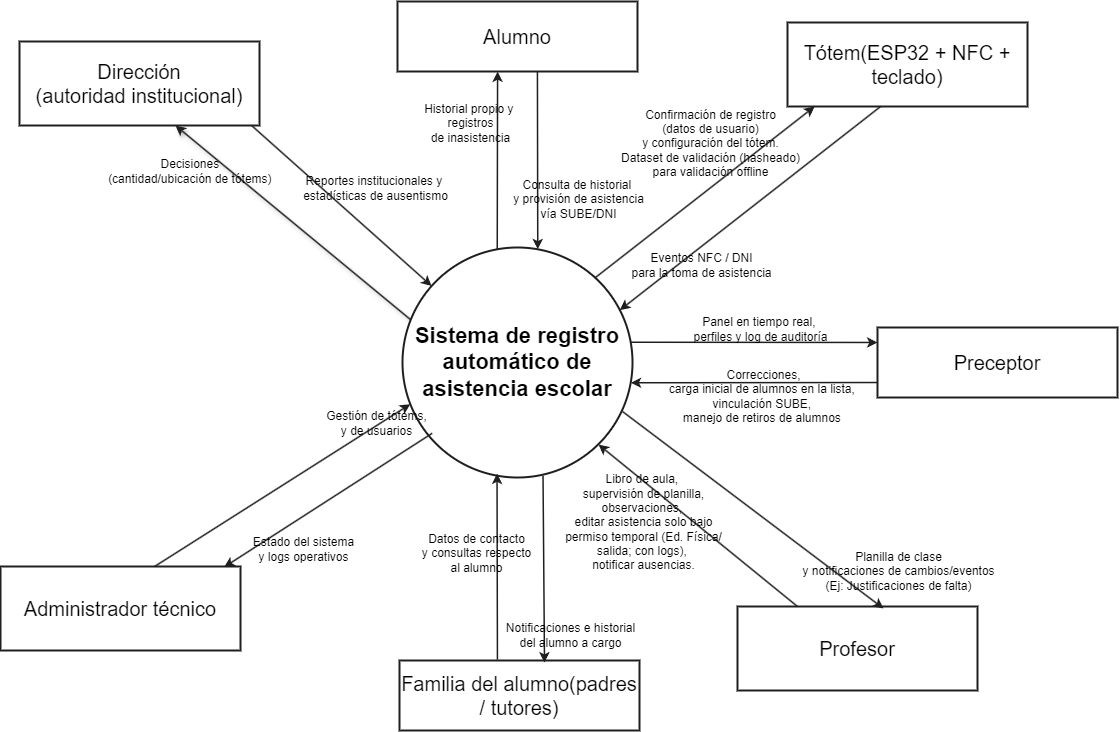 Alumno
Dirección
(autoridad institucional)
Tótem(ESP32 + NFC +
teclado)
Historial propio y
registros
de inasistencia
Confirmación de registro
(datos de usuario)
y configuración del tótem.
Dataset de validación (hasheado)
para validación offline
Decisiones
(cantidad/ubicación de tótems)
Reportes institucionales y
estadísticas de ausentismo
Consulta de historial
y provisión de asistencia
vía SUBE/DNI
Eventos NFC / DNI
para la toma de asistencia
Sistema de registro
automático de
asistencia escolar
Panel en tiempo real,
perfiles y log de auditoría
Preceptor
Correcciones,
carga inicial de alumnos en la lista,
vinculación SUBE,
manejo de retiros de alumnos
Gestión de tótems,
y de usuarios
Estado del sistema
y logs operativos
Administrador técnico
Datos de contacto
y consultas respecto
al alumno
Libro de aula,
supervisión de planilla,
observaciones,
editar asistencia solo bajo
permiso temporal (Ed. Física/
salida; con logs),
notificar ausencias.
Planilla de clase
y notificaciones de cambios/eventos
(Ej: Justificaciones de falta)
Notificaciones e historial
del alumno a cargo
Familia del alumno(padres
/ tutores)
Profesor